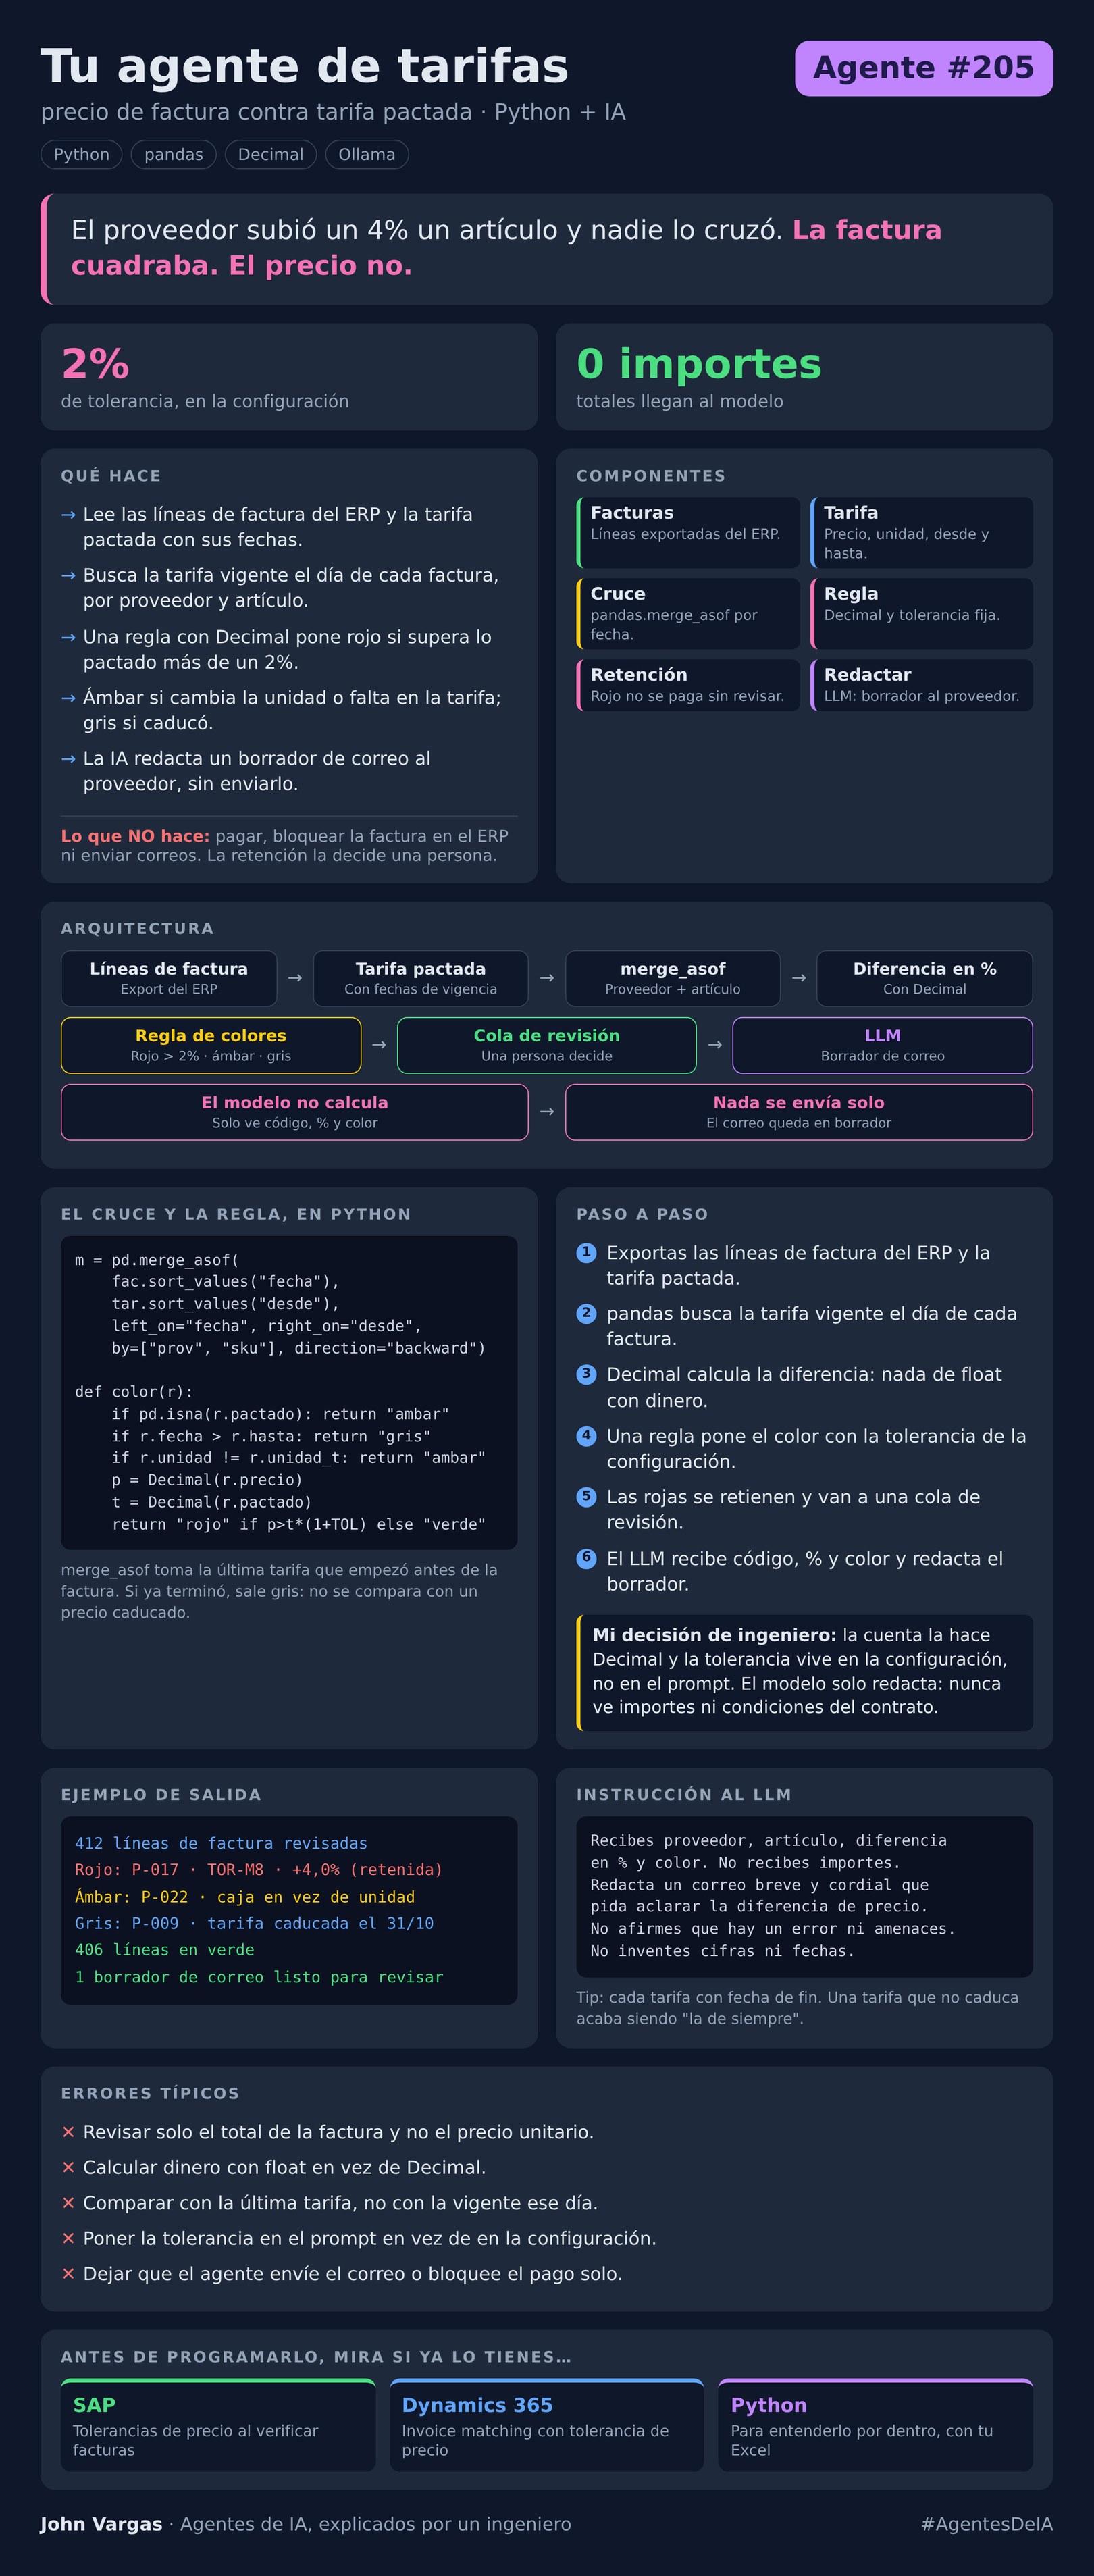 Tu agente de tarifas
Agente #205
precio de factura contra tarifa pactada · Python + IA
Python
pandas
Decimal
Ollama
El proveedor subió un 4% un artículo y nadie lo cruzó. La factura
cuadraba. El precio no.
2%
de tolerancia, en la configuración
0 importes
totales llegan al modelo
QUÉ HACE
→ Lee las líneas de factura del ERP y la tarifa
pactada con sus fechas.
→ Busca la tarifa vigente el día de cada factura,
por proveedor y artículo.
→ Una regla con Decimal pone rojo si supera lo
pactado más de un 2%.
→ Ámbar si cambia la unidad o falta en la tarifa;
gris si caducó.
→ La IA redacta un borrador de correo al
proveedor, sin enviarlo.
Lo que NO hace: pagar, bloquear la factura en el ERP
ni enviar correos. La retención la decide una persona.
COMPONENTES
Facturas
Líneas exportadas del ERP.
Tarifa
Precio, unidad, desde y
hasta.
Cruce
pandas.merge_asof por
fecha.
Regla
Decimal y tolerancia fija.
Retención
Rojo no se paga sin revisar.
Redactar
LLM: borrador al proveedor.
ARQUITECTURA
Líneas de factura
Export del ERP
→
Tarifa pactada
Con fechas de vigencia
→
merge_asof
Proveedor + artículo
→
Diferencia en %
Con Decimal
Regla de colores
Rojo > 2% · ámbar · gris
→
Cola de revisión
Una persona decide
→
LLM
Borrador de correo
El modelo no calcula
Solo ve código, % y color
→
Nada se envía solo
El correo queda en borrador
EL CRUCE Y LA REGLA, EN PYTHON
m = pd.merge_asof(
    fac.sort_values("fecha"),
    tar.sort_values("desde"),
    left_on="fecha", right_on="desde",
    by=["prov", "sku"], direction="backward")
def color(r):
    if pd.isna(r.pactado): return "ambar"
    if r.fecha > r.hasta: return "gris"
    if r.unidad != r.unidad_t: return "ambar"
    p = Decimal(r.precio)
    t = Decimal(r.pactado)
    return "rojo" if p>t*(1+TOL) else "verde"
merge_asof toma la última tarifa que empezó antes de la
factura. Si ya terminó, sale gris: no se compara con un
precio caducado.
PASO A PASO
1 Exportas las líneas de factura del ERP y la
tarifa pactada.
2 pandas busca la tarifa vigente el día de cada
factura.
3 Decimal calcula la diferencia: nada de float
con dinero.
4 Una regla pone el color con la tolerancia de la
configuración.
5 Las rojas se retienen y van a una cola de
revisión.
6 El LLM recibe código, % y color y redacta el
borrador.
Mi decisión de ingeniero: la cuenta la hace
Decimal y la tolerancia vive en la configuración,
no en el prompt. El modelo solo redacta: nunca
ve importes ni condiciones del contrato.
EJEMPLO DE SALIDA
412 líneas de factura revisadas
Rojo: P-017 · TOR-M8 · +4,0% (retenida)
Ámbar: P-022 · caja en vez de unidad
Gris: P-009 · tarifa caducada el 31/10
406 líneas en verde
1 borrador de correo listo para revisar
INSTRUCCIÓN AL LLM
Recibes proveedor, artículo, diferencia
en % y color. No recibes importes.
Redacta un correo breve y cordial que
pida aclarar la diferencia de precio.
No afirmes que hay un error ni amenaces.
No inventes cifras ni fechas.
Tip: cada tarifa con fecha de fin. Una tarifa que no caduca
acaba siendo "la de siempre".
ERRORES TÍPICOS
✕ Revisar solo el total de la factura y no el precio unitario.
✕ Calcular dinero con float en vez de Decimal.
✕ Comparar con la última tarifa, no con la vigente ese día.
✕ Poner la tolerancia en el prompt en vez de en la configuración.
✕ Dejar que el agente envíe el correo o bloquee el pago solo.
ANTES DE PROGRAMARLO, MIRA SI YA LO TIENES…
SAP
Tolerancias de precio al verificar
facturas
Dynamics 365
Invoice matching con tolerancia de
precio
Python
Para entenderlo por dentro, con tu
Excel
John Vargas · Agentes de IA, explicados por un ingeniero
#AgentesDeIA